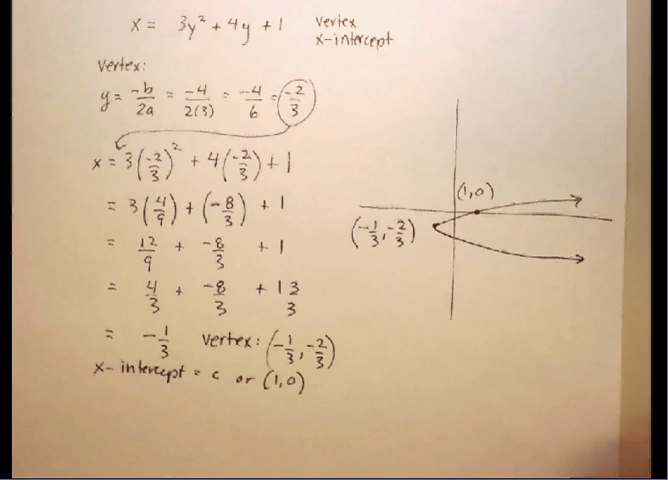 x = 3y² + 4y + 1 vertex
x-intercept
vertex:
y = -b/2a = -4/2(3) = -4/6 = -2/3
x = 3(-2/3)² + 4(-2/3) + 1
= 3(4/9) + (-8/3) + 1
= 12/9 + -8/3 + 1
= 4/3 + -8/3 + 1 3/3
= -1/3 vertex: (-1/3, -2/3)
x-intercept = c or (1,0)
(1,0)
(-1/3, -2/3)